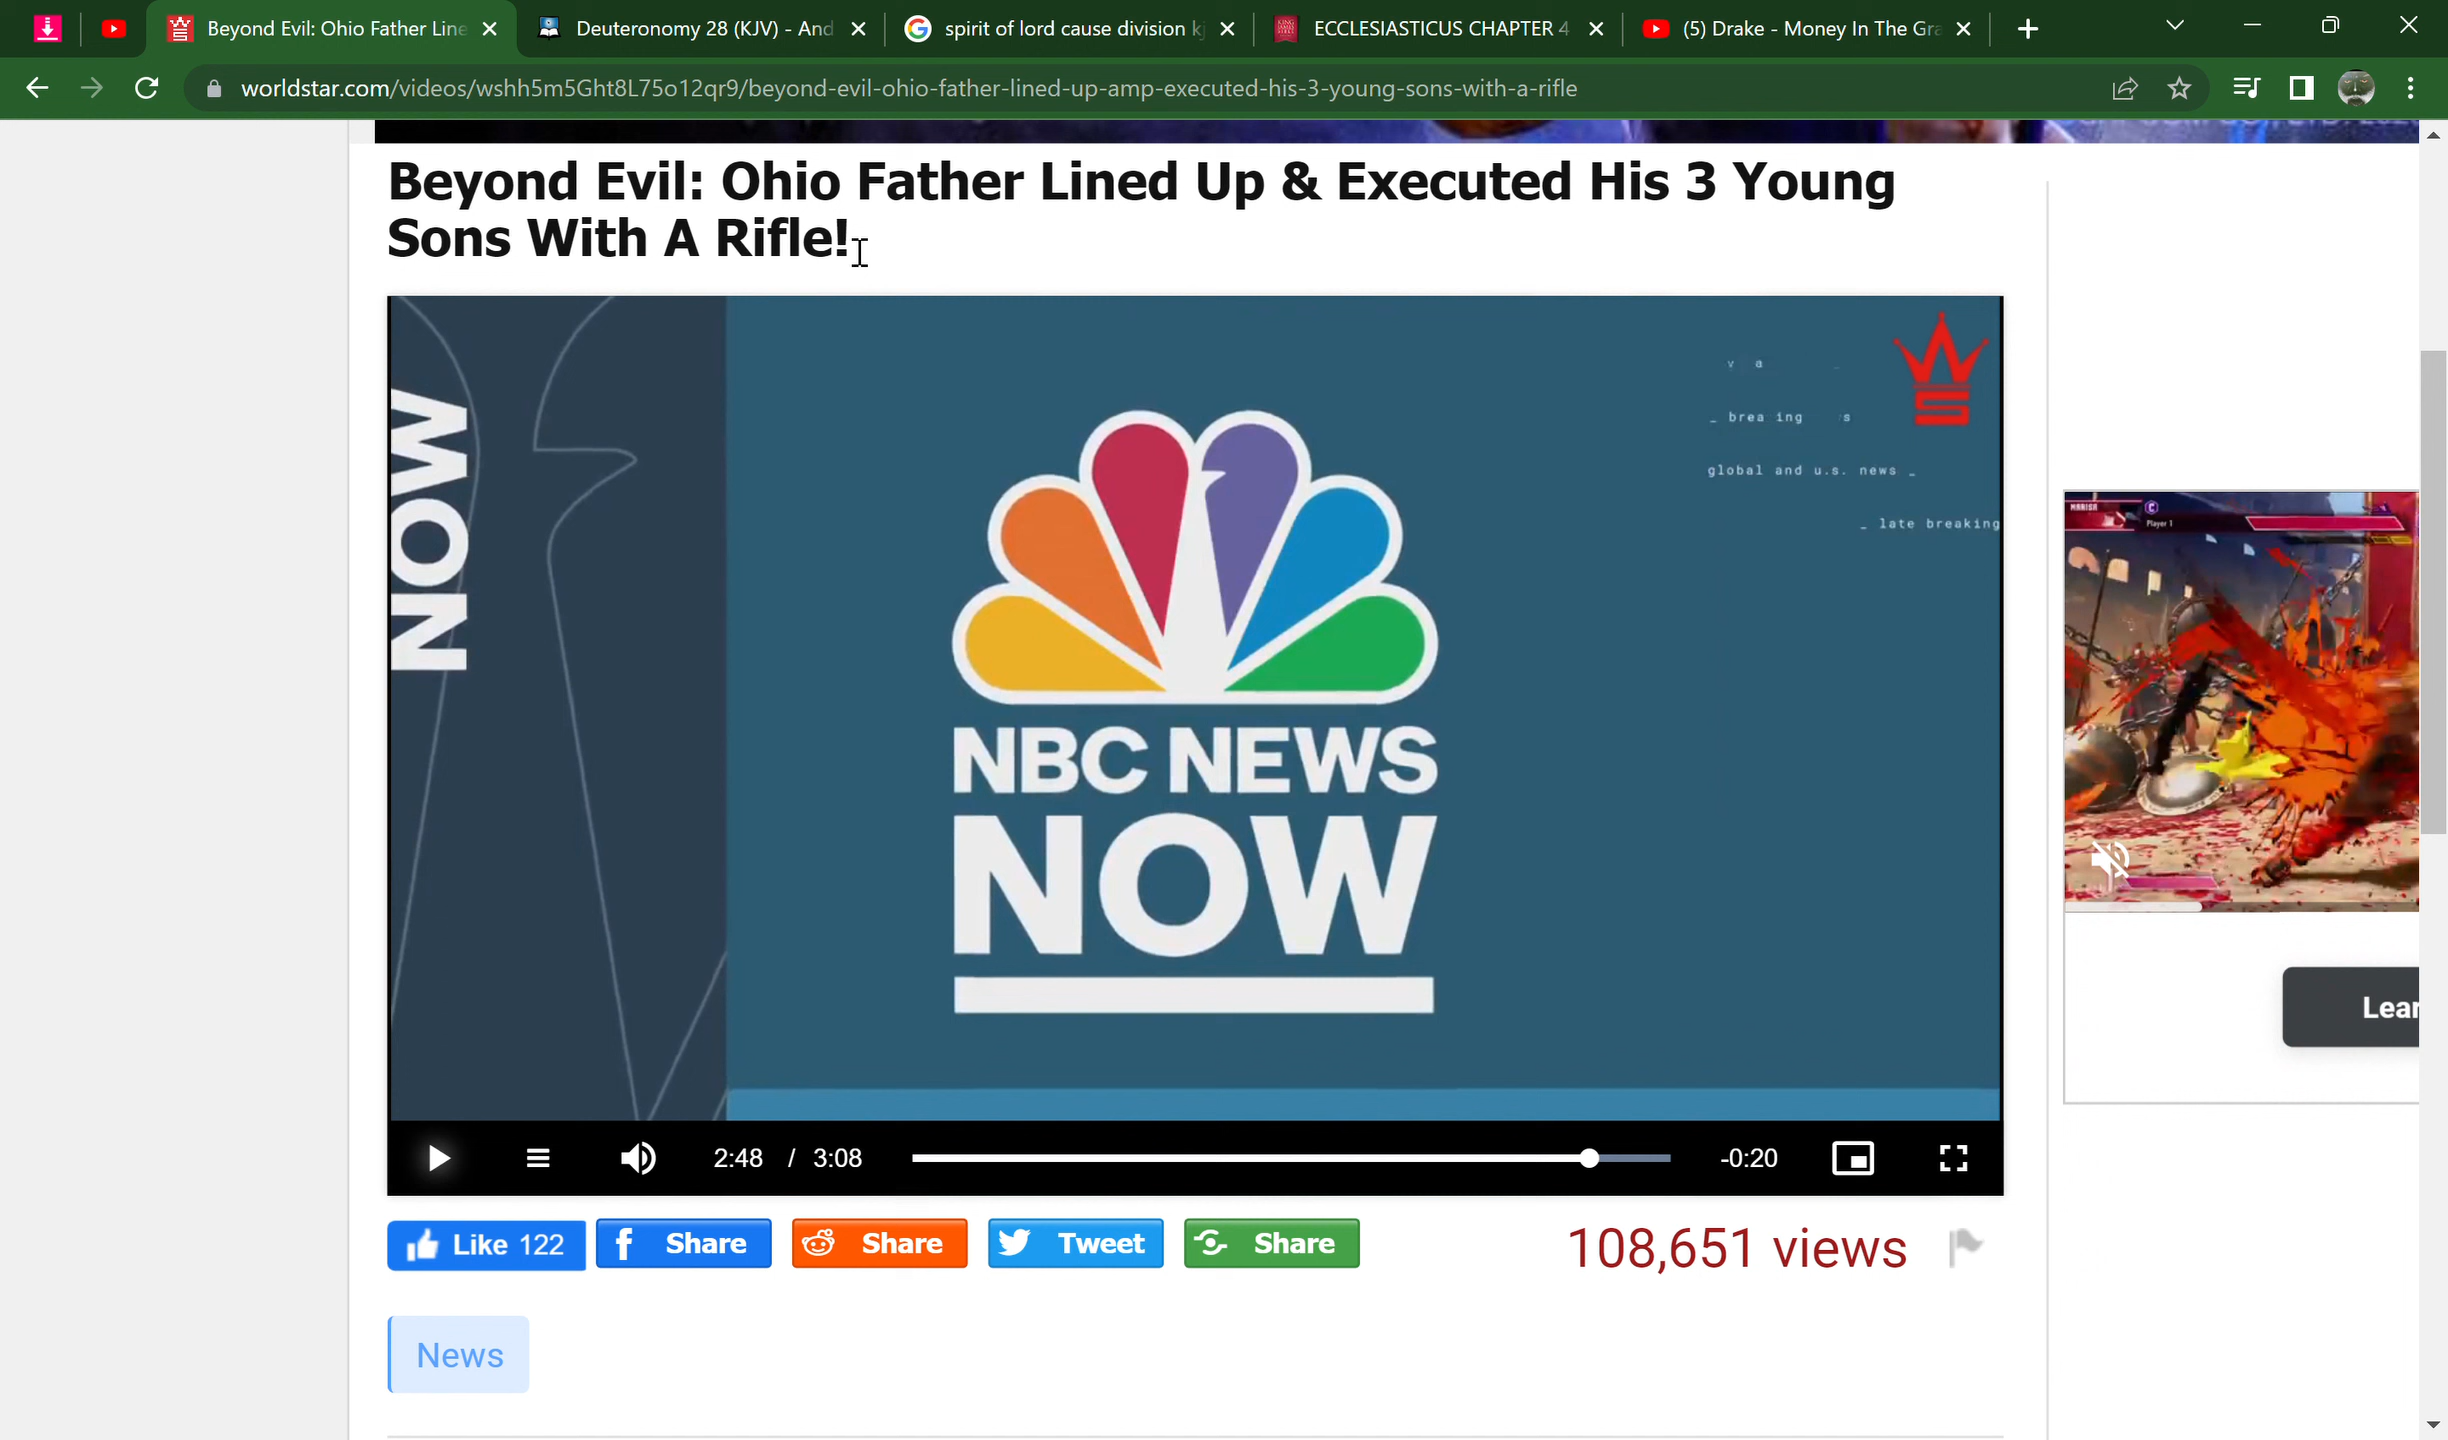 Beyond Evil: Ohio Father Line
Deuteronomy 28 (KJV) - And
spirit of lord cause division k
ECCLESIASTICUS CHAPTER 4
(5) Drake - Money In The Gra
worldstar.com/videos/wshh5m5Ght8L75o12qr9/beyond-evil-ohio-father-lined-up-amp-executed-his-3-young-sons-with-a-rifle
Beyond Evil: Ohio Father Lined Up & Executed His 3 Young
Sons With A Rifle!
NOW
brea ing s
global and u.s. news _
_ late breaking
NBC NEWS
NOW
MARISA
Player 1
Lear
2:48 / 3:08
-0:20
Like 122
Share
Share
Tweet
Share
108,651 views
News